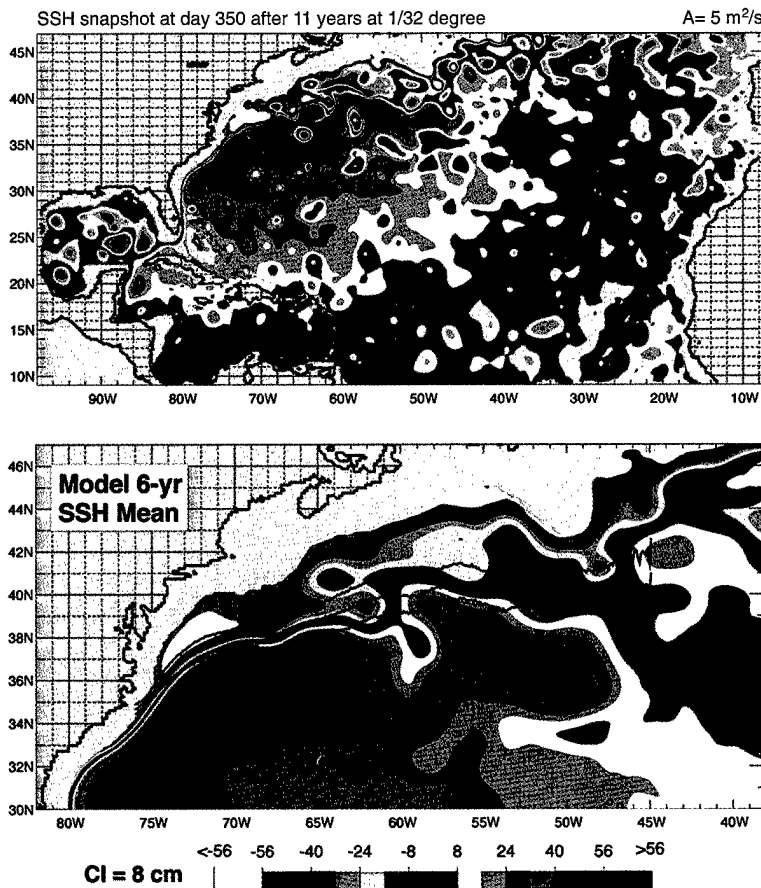 SSH snapshot at day 350 after 11 years at 1/32 degree A= 5 m²/s
45N
40N
35N
30N
25N
20N
15N
10N
90W 80W 70W 60W 50W 40W 30W 20W 10W
46N
44N
42N
40N
38N
36N
34N
32N
30N
Model 6-yr
SSH Mean
80W 75W 70W 65W 60W 55W 50W 45W 40W
<-56 -56 -40 -24 -8 8 24 40 56 >56
CI = 8 cm